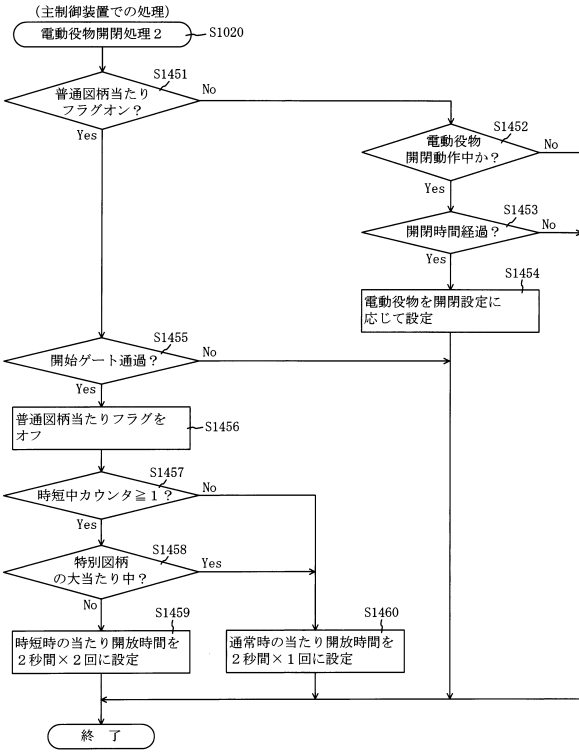 (主制御装置での処理)
電動役物開閉処理2
S1020
S1451
普通図柄当たり
フラグオン?
No
Yes
S1452
電動役物
開閉動作中か?
No
Yes
S1453
開閉時間経過?
No
Yes
S1454
電動役物を開閉設定に
応じて設定
S1455
開始ゲート通過?
No
Yes
普通図柄当たりフラグを
オフ
S1456
S1457
時短中カウンタ≧1?
No
Yes
S1458
特別図柄
の大当たり中?
Yes
No
S1459
時短時の当たり開放時間を
2秒間×2回に設定
S1460
通常時の当たり開放時間を
2秒間×1回に設定
終 了